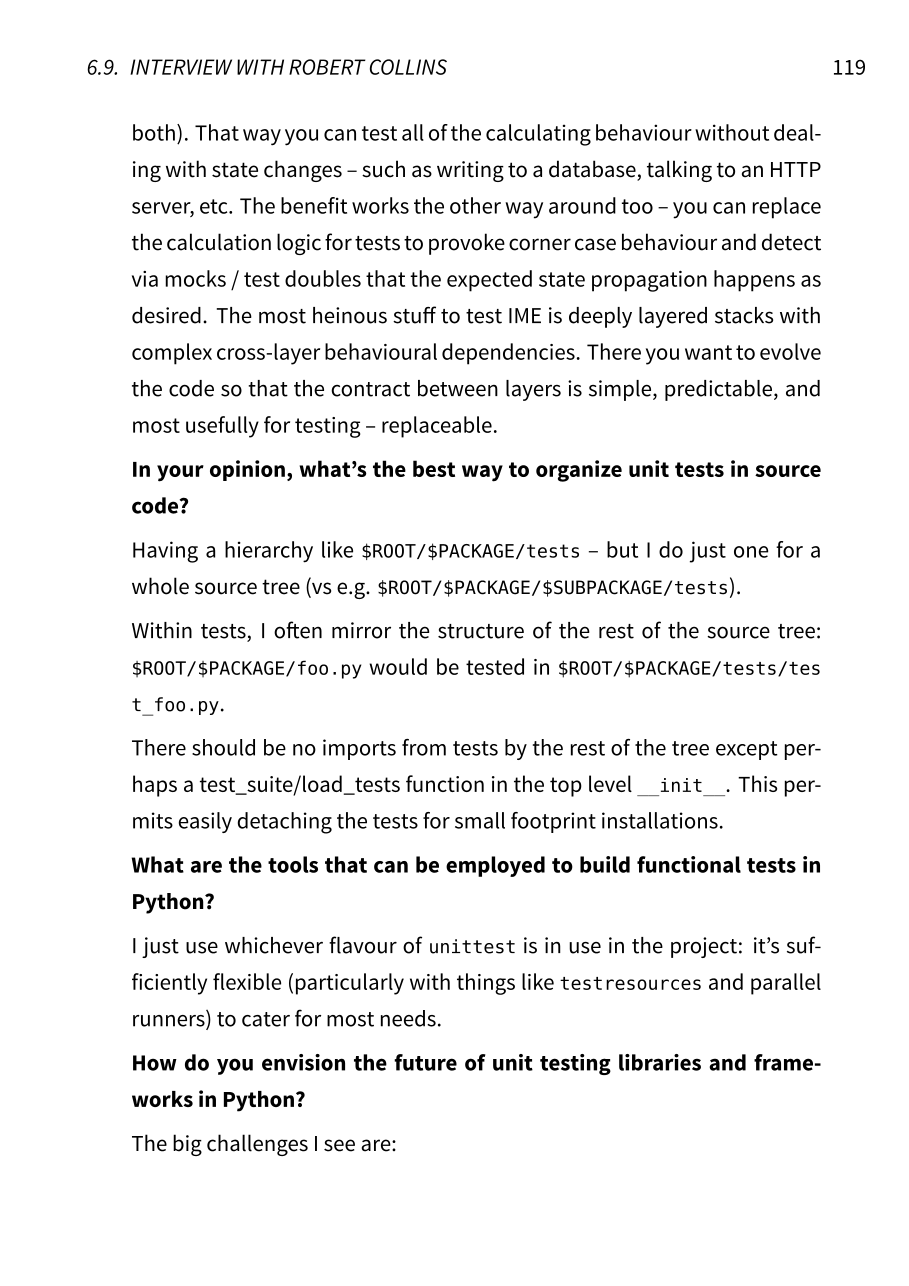 6.9. INTERVIEW WITH ROBERT COLLINS 119
both). That way you can test all of the calculating behaviour without deal-
ing with state changes – such as writing to a database, talking to an HTTP
server, etc. The benefit works the other way around too – you can replace
the calculation logic for tests to provoke corner case behaviour and detect
via mocks / test doubles that the expected state propagation happens as
desired. The most heinous stuff to test IME is deeply layered stacks with
complex cross-layer behavioural dependencies. There you want to evolve
the code so that the contract between layers is simple, predictable, and
most usefully for testing – replaceable.
In your opinion, what’s the best way to organize unit tests in source
code?
Having a hierarchy like $ROOT/$PACKAGE/tests – but I do just one for a
whole source tree (vs e.g. $ROOT/$PACKAGE/$SUBPACKAGE/tests).
Within tests, I often mirror the structure of the rest of the source tree:
$ROOT/$PACKAGE/foo.py would be tested in $ROOT/$PACKAGE/tests/tes
t_foo.py.
There should be no imports from tests by the rest of the tree except per-
haps a test_suite/load_tests function in the top level __init__. This per-
mits easily detaching the tests for small footprint installations.
What are the tools that can be employed to build functional tests in
Python?
I just use whichever flavour of unittest is in use in the project: it’s suf-
ficiently flexible (particularly with things like testresources and parallel
runners) to cater for most needs.
How do you envision the future of unit testing libraries and frame-
works in Python?
The big challenges I see are: